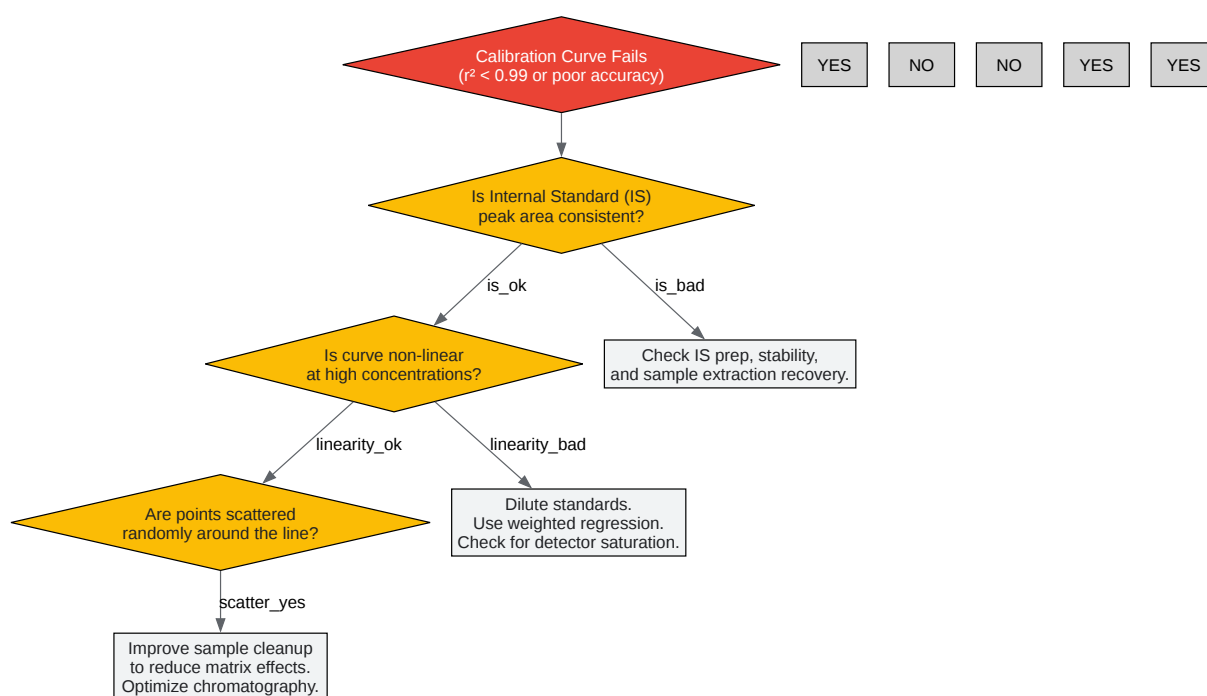 Calibration Curve Fails
(r² < 0.99 or poor accuracy)
YES
NO
NO
YES
YES
Is Internal Standard (IS)
peak area consistent?
is_ok
is_bad
Is curve non-linear
at high concentrations?
Check IS prep, stability,
and sample extraction recovery.
linearity_ok
linearity_bad
Are points scattered
randomly around the line?
Dilute standards.
Use weighted regression.
Check for detector saturation.
scatter_yes
Improve sample cleanup
to reduce matrix effects.
Optimize chromatography.